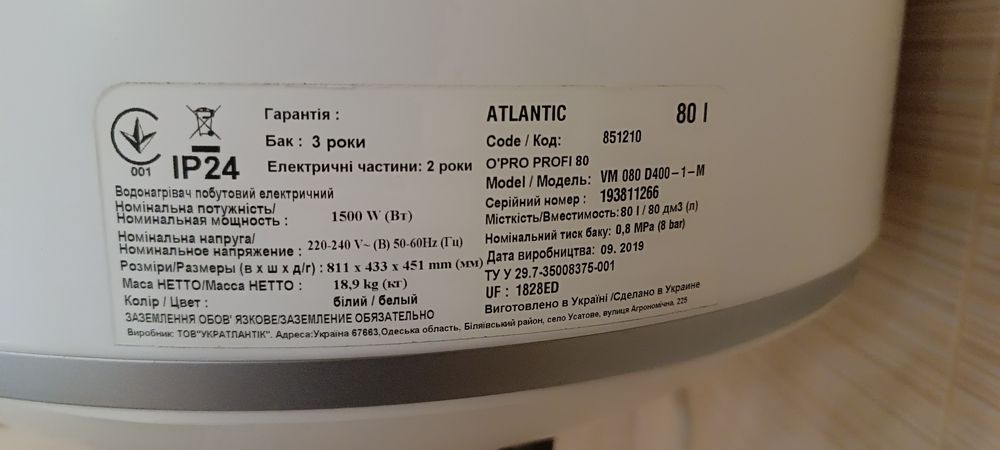 001
IP24
Гарантія :
Бак : 3 роки
Електричні частини: 2 роки
Водонагрівач побутовий електричний
Номінальна потужність/
Номинальная мощность : 1500 W (Вт)
Номінальна напруга/
Номинальное напряжение : 220-240 V~ (В) 50-60Hz (Гц)
Розміри/Размеры (в х ш х д/г) : 811 x 433 x 451 mm (мм)
Маса НЕТТО/Масса НЕТТО : 18,9 kg (кг)
Колір / Цвет : білий / белый
ЗАЗЕМЛЕННЯ ОБОВ' ЯЗКОВЕ/ЗАЗЕМЛЕНИЕ ОБЯЗАТЕЛЬНО
Виробник: ТОВ"УКРАТЛАНТІК". Адреса:Україна 67663,Одеська область, Біляївський район, село Усатове, вулиця Агрономічна, 225
ATLANTIC 80 l
Code / Код: 851210
O'PRO PROFI 80
Model / Модель: VM 080 D400-1-M
Серійний номер : 193811266
Місткість/Вместимость: 80 l / 80 дм3 (л)
Номінальний тиск баку: 0,8 MPa (8 bar)
Дата виробництва: 09. 2019
ТУ У 29.7-35008375-001
UF : 1828ED
Виготовлено в Україні /Сделано в Украине